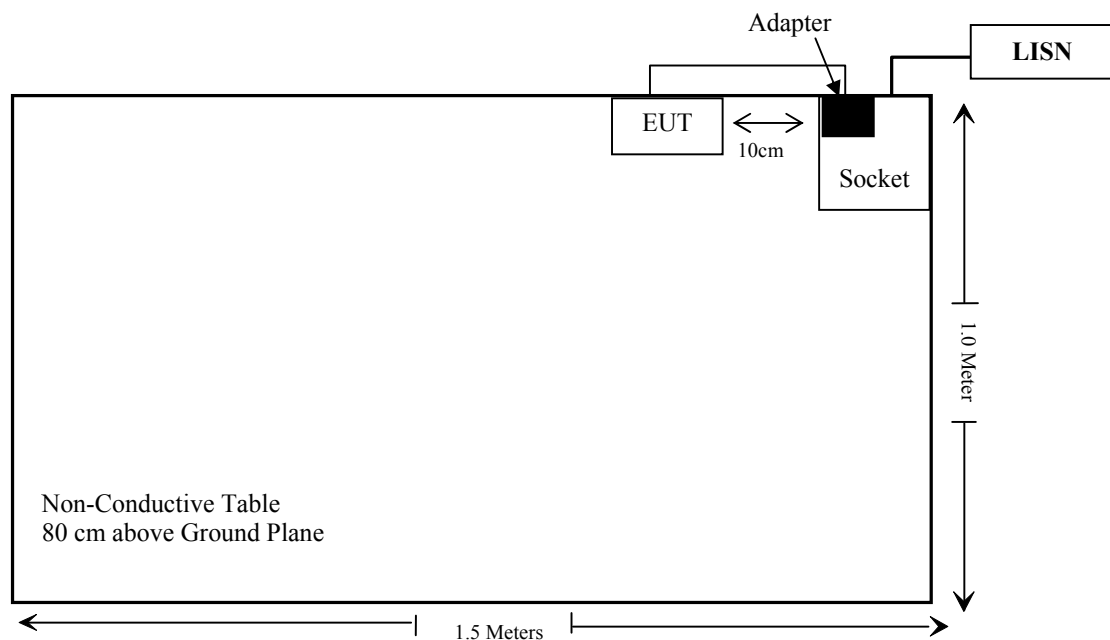 Adapter
LISN
EUT
10cm
Socket
1.0 Meter
Non-Conductive Table
80 cm above Ground Plane
1.5 Meters